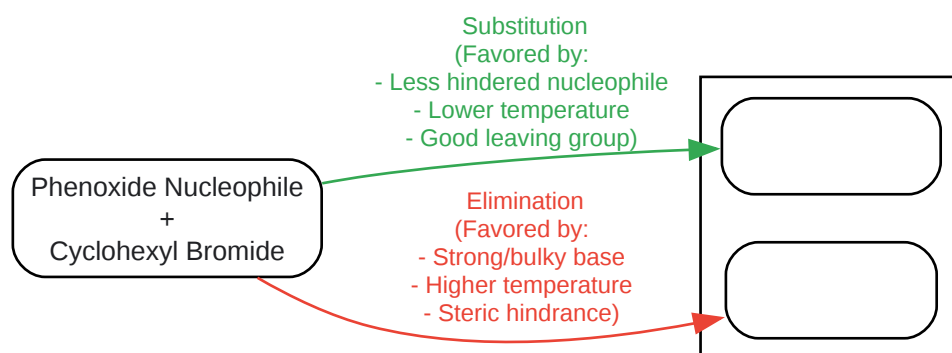 Substitution
(Favored by:
- Less hindered nucleophile
- Lower temperature
- Good leaving group)
Phenoxide Nucleophile
+
Cyclohexyl Bromide
Elimination
(Favored by:
- Strong/bulky base
- Higher temperature
- Steric hindrance)